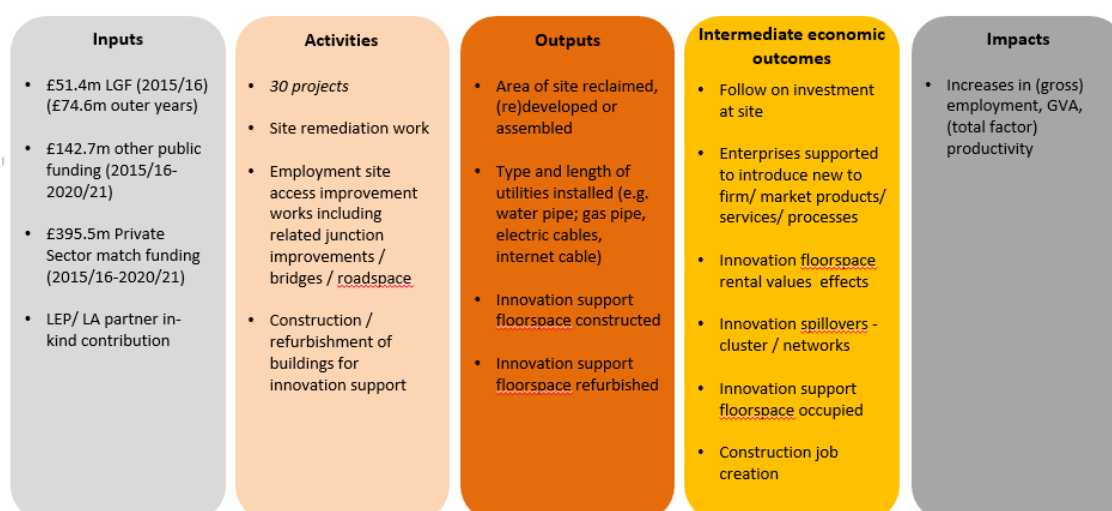 Inputs
• £51.4m LGF (2015/16)
(£74.6m outer years)
• £142.7m other public
funding (2015/16-
2020/21)
• £395.5m Private
Sector match funding
(2015/16-2020/21)
• LEP/ LA partner in-
kind contribution
Activities
• 30 projects
• Site remediation work
• Employment site
access improvement
works including
related junction
improvements /
bridges / roadspace
• Construction /
refurbishment of
buildings for
innovation support
Outputs
• Area of site reclaimed,
(re)developed or
assembled
• Type and length of
utilities installed (e.g.
water pipe; gas pipe,
electric cables,
internet cable)
• Innovation support
floorspace constructed
• Innovation support
floorspace refurbished
Intermediate economic
outcomes
• Follow on investment
at site
• Enterprises supported
to introduce new to
firm/ market products/
services/ processes
• Innovation floorspace
rental values effects
• Innovation spillovers -
cluster / networks
• Innovation support
floorspace occupied
• Construction job
creation
Impacts
• Increases in (gross)
employment, GVA,
(total factor)
productivity